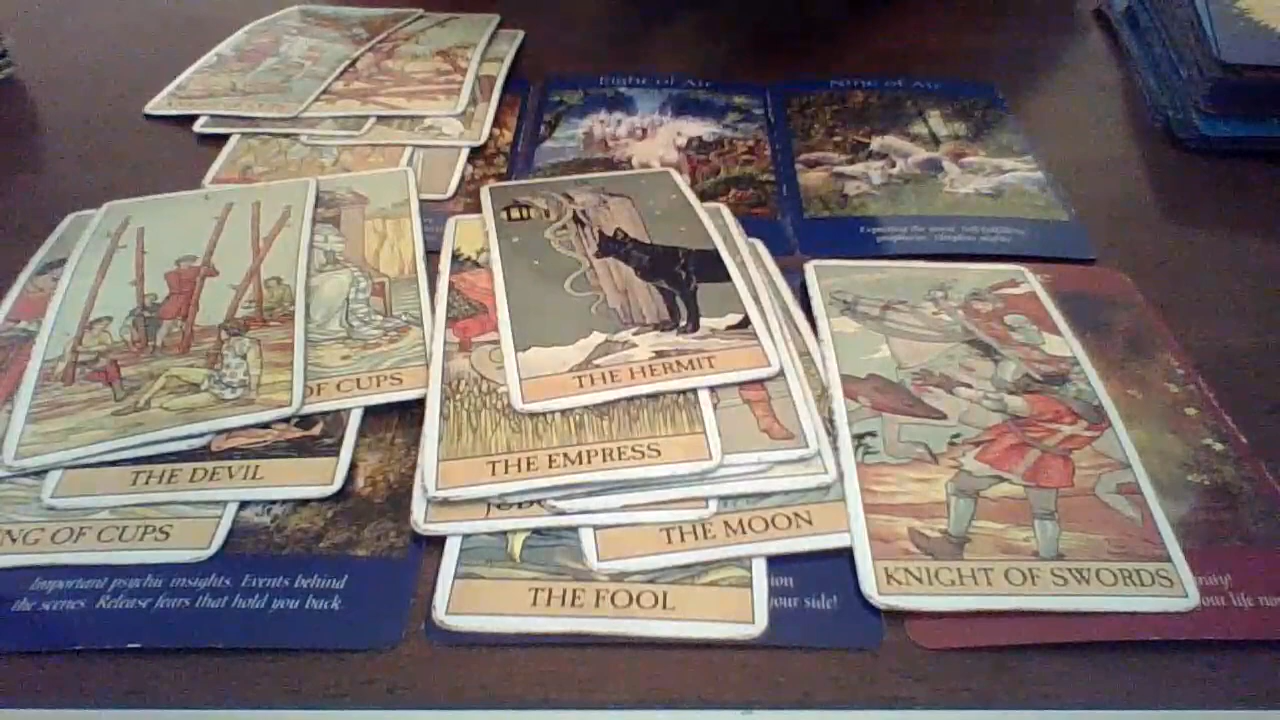 Eight of Air
Nine of Air
THE HERMIT
OF CUPS
THE EMPRESS
THE DEVIL
THE MOON
NG OF CUPS
KNIGHT OF SWORDS
THE FOOL
Important psychic insights. Events behind
the scenes. Release fears that hold you back.
your side!
your life